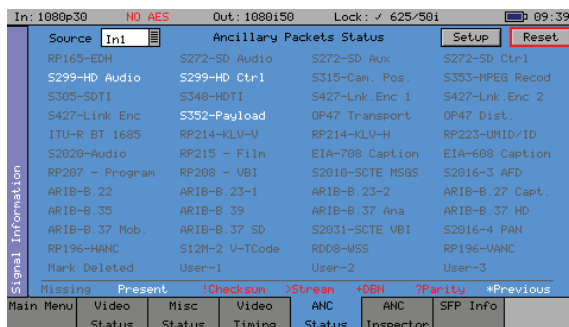 In: 1080p30 NO AES Out: 1080i50 Lock: ✓ 625/50i 09:39
Source In1 Ancillary Packets Status Setup Reset
RP165-EDH S272-SD Audio S272-SD Aux S272-SD Ctrl
S299-HD Audio S299-HD Ctrl S315-Cam. Pos. S353-MPEG Recod
S305-SDTI S348-HDTI S427-Lnk.Enc 1 S427-Lnk.Enc 2
S427-Link Enc S352-Payload OP47 Transport OP47 Dist.
ITU-R BT 1685 RP214-KLV-V RP214-KLV-H RP223-UMID/ID
S2020-Audio RP215 - Film EIA-708 Caption EIA-608 Caption
RP207 - Program RP208 - VBI S2010-SCTE MSGS S2016-3 AFD
ARIB-B.22 ARIB-B.23-1 ARIB-B.23-2 ARIB-B.27 Capt.
ARIB-B.35 ARIB-B.39 ARIB-B.37 Ana ARIB-B.37 HD
ARIB-B.37 Mob. ARIB-B.37 SD S2031-SCTE VBI S2016-4 PAN
RP196-HANC S12M-2 V-TCode RDD8-WSS RP196-VANC
Mark Deleted User-1 User-2 User-3
Missing Present !Checksum >Stream +DBN ?Parity *Previous
Signal Information
Main Menu Video Status Misc Status Video Timing ANC Status ANC Inspector SFP Info